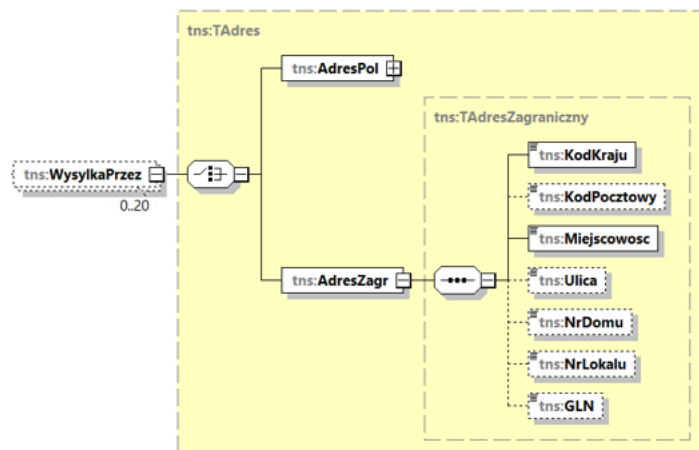 tns:TAdres
tns:AdresPol
tns:TAdresZagraniczny
tns:KodKraju
tns:WysylkaPrzez
tns:KodPocztowy
0..20
tns:Miejscowosc
tns:AdresZagr
tns:Ulica
tns:NrDomu
tns:NrLokalu
tns:GLN